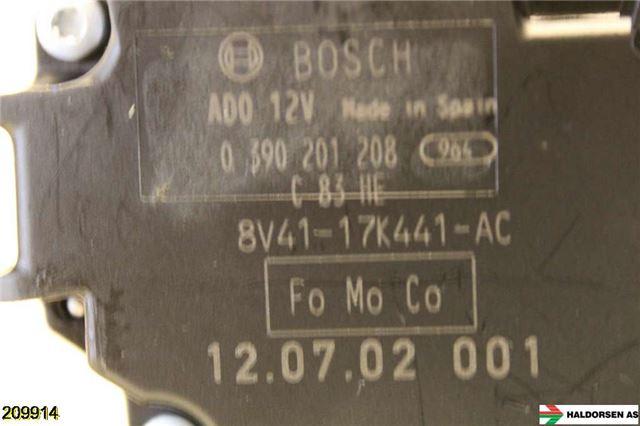 BOSCH
ADO 12V Made in Spain
0 390 201 208 964
C 83 HE
8V41-17K441-AC
Fo Mo Co
12.07.02 001
209914 HALDORSEN AS